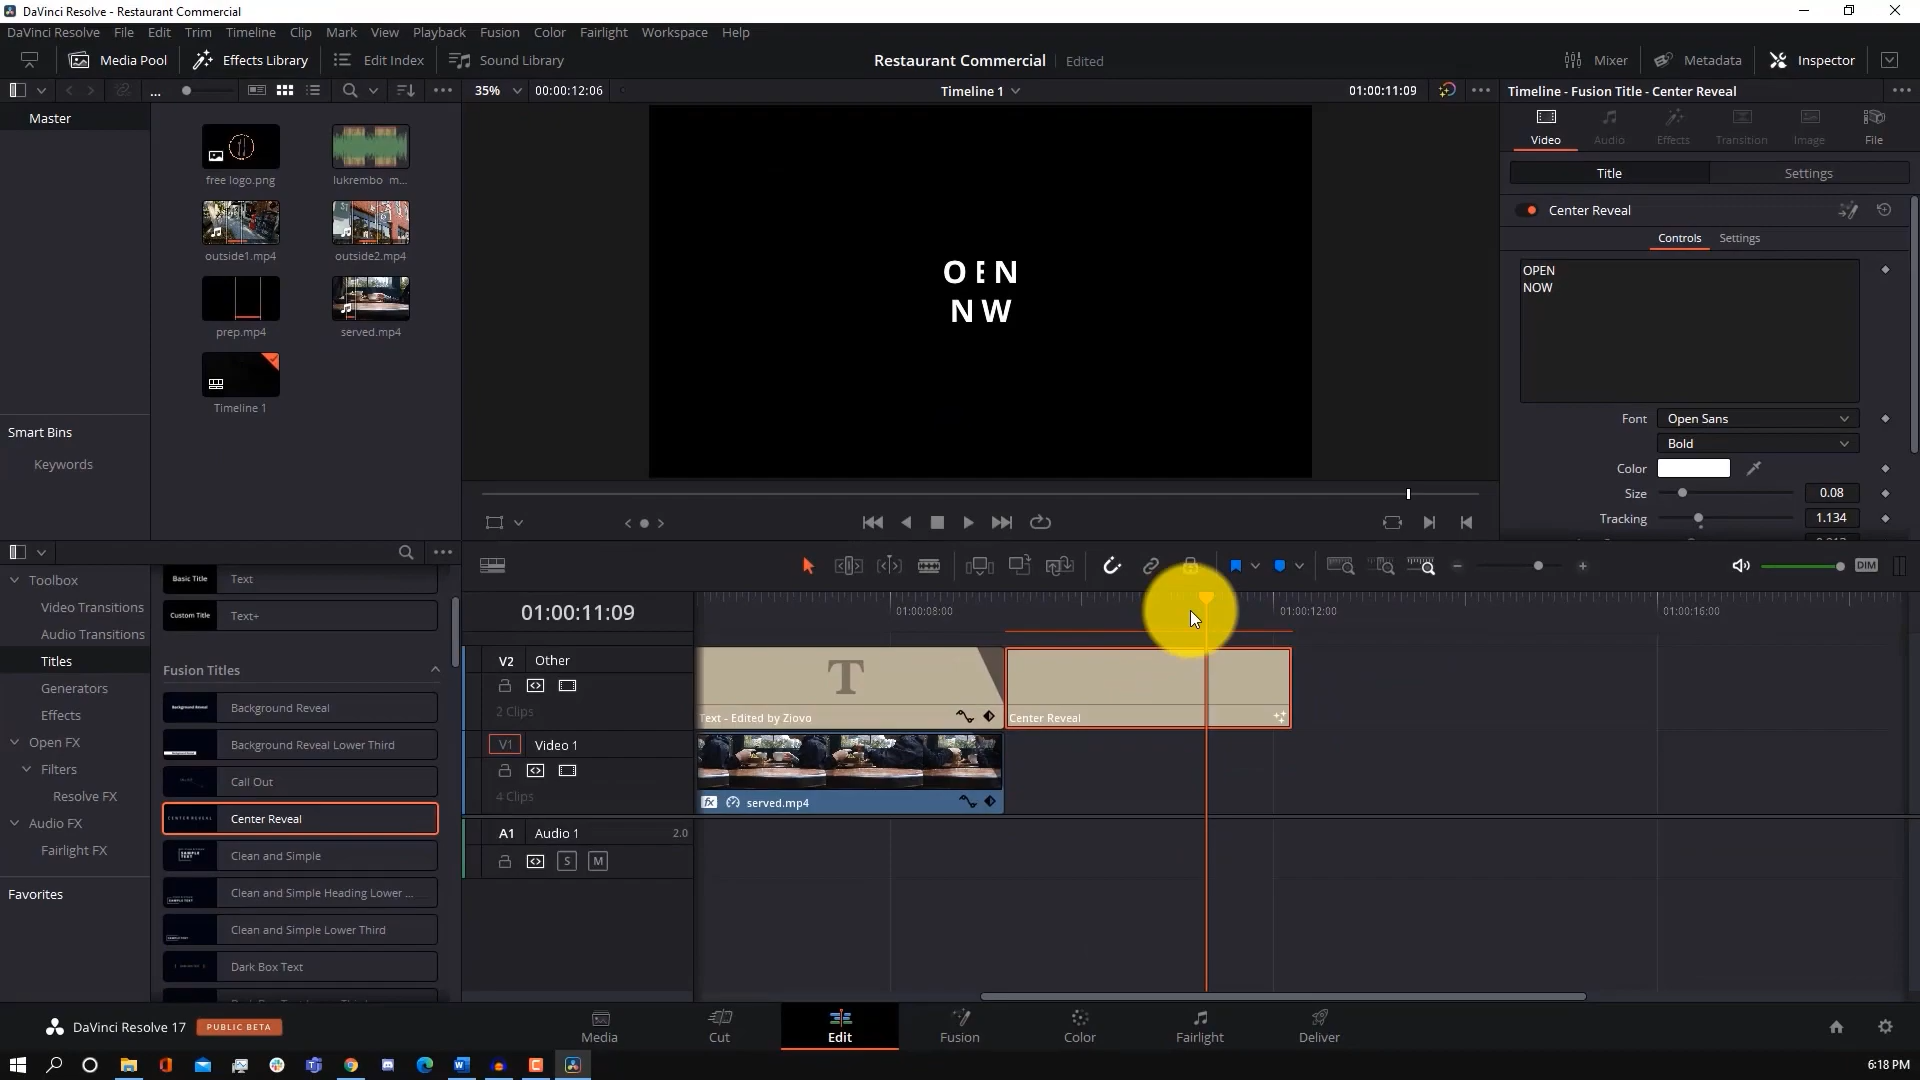 DaVinci Resolve - Restaurant Commercial
DaVinci Resolve File Edit Trim Timeline Clip Mark View Playback Fusion Color Fairlight Workspace Help
Media Pool Effects Library Edit Index Sound Library Restaurant Commercial Edited Mixer Metadata Inspector
... 35% 00:00:12:06 Timeline 1 01:00:11:09 Timeline - Fusion Title - Center Reveal
Master
Video Audio Effects Transition Image File
free logo.png lukrembo m...
Title Settings
outside1.mp4 outside2.mp4
Center Reveal
Controls Settings
prep.mp4 served.mp4
OPEN
NOW
O E N
N W
Timeline 1
Smart Bins
Keywords
Font Open Sans
Bold
Color
Size 0.08
Tracking 1.134
Toolbox
Video Transitions
Audio Transitions
Titles
Generators
Effects
Open FX
Filters
Resolve FX
Audio FX
Fairlight FX
Favorites
Basic Title Text
Custom Title Text+
Fusion Titles
Background Reveal Background Reveal
Background Reveal Lower Third
Call Out
CENTER REVEAL Center Reveal
SAMPLE TEXT Clean and Simple
Clean and Simple Heading Lower ...
Clean and Simple Lower Third
Dark Box Text
DIM
01:00:11:09
01:00:08:00 01:00:12:00 01:00:16:00
V2 Other
2 Clips
T
Text - Edited by Ziovo
Center Reveal
V1 Video 1
4 Clips
fx served.mp4
A1 Audio 1 2.0
S M
DaVinci Resolve 17 PUBLIC BETA
Media Cut Edit Fusion Color Fairlight Deliver
6:18 PM